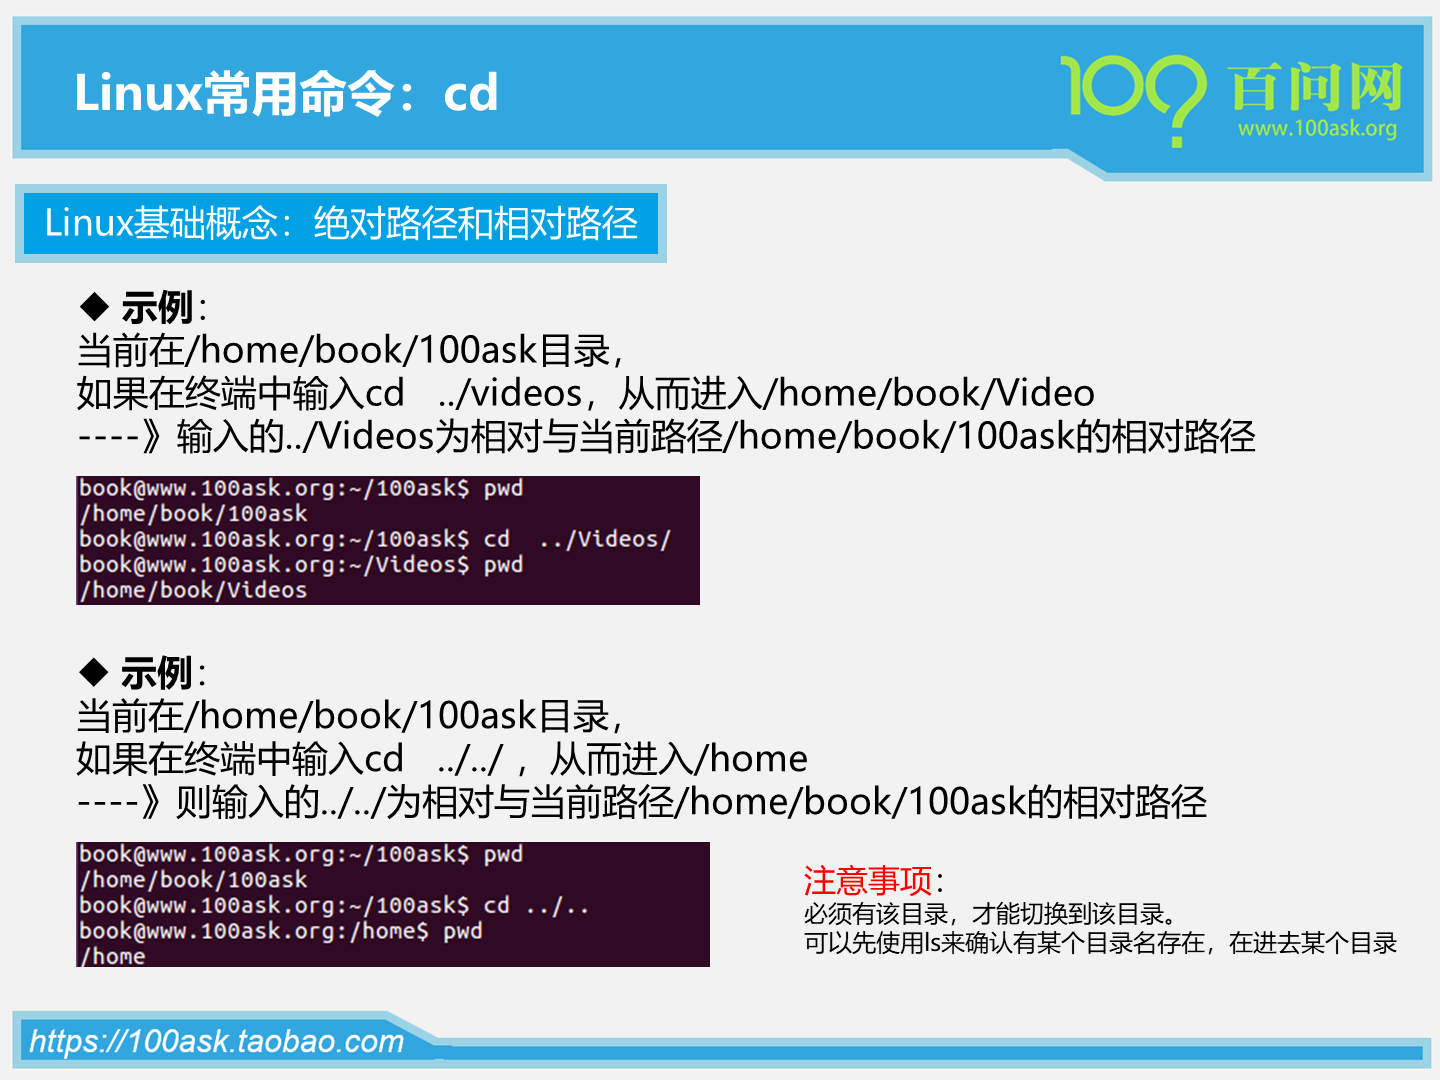 Linux常用命令：cd
百问网
www.100ask.org
Linux基础概念：绝对路径和相对路径
◆ 示例：
当前在/home/book/100ask目录，
如果在终端中输入cd ../videos，从而进入/home/book/Video
----》输入的../Videos为相对与当前路径/home/book/100ask的相对路径
book@www.100ask.org:~/100ask$ pwd
/home/book/100ask
book@www.100ask.org:~/100ask$ cd  ../Videos/
book@www.100ask.org:~/Videos$ pwd
/home/book/Videos
◆ 示例：
当前在/home/book/100ask目录，
如果在终端中输入cd ../../ ，从而进入/home
----》则输入的../../为相对与当前路径/home/book/100ask的相对路径
book@www.100ask.org:~/100ask$ pwd
/home/book/100ask
book@www.100ask.org:~/100ask$ cd ../..
book@www.100ask.org:/home$ pwd
/home
注意事项：
必须有该目录，才能切换到该目录。
可以先使用ls来确认有某个目录名存在，在进去某个目录
https://100ask.taobao.com